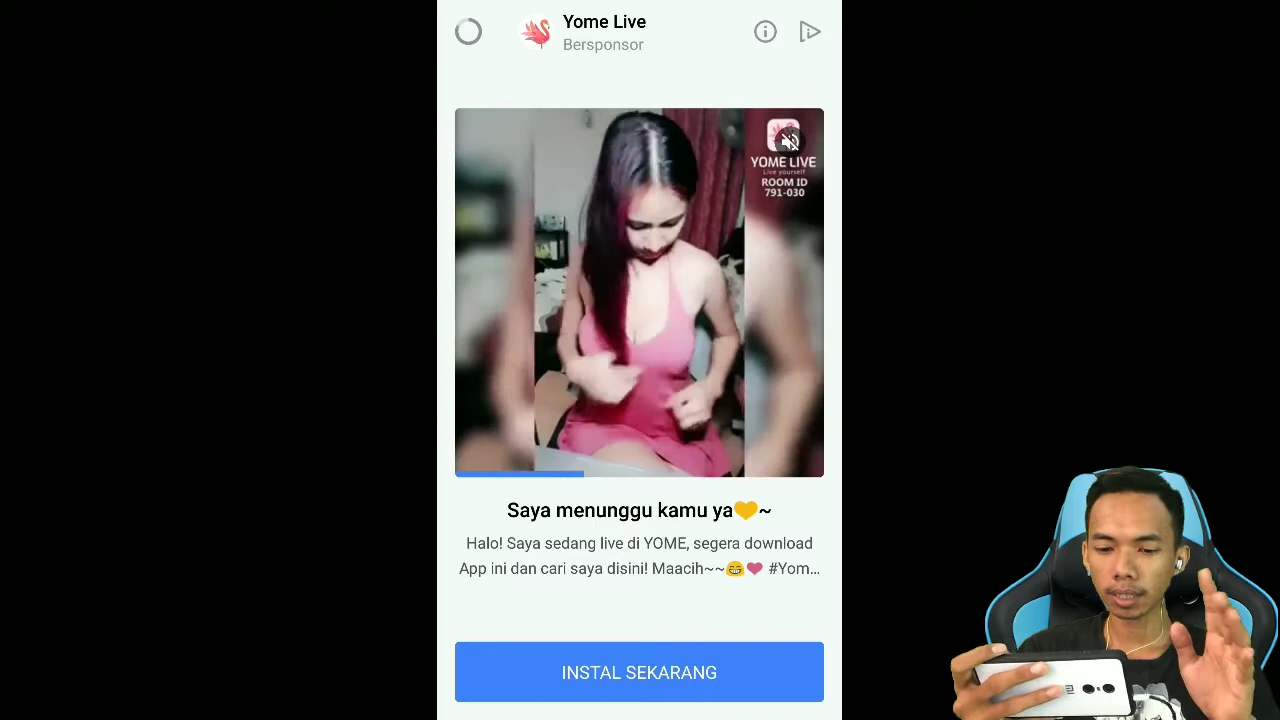 Yome Live
Bersponsor
YOME LIVE
Live yourself
ROOM ID
791-030
Saya menunggu kamu ya💛~
Halo! Saya sedang live di YOME, segera download
App ini dan cari saya disini! Maacih~~😂❤️ #Yom...
INSTAL SEKARANG